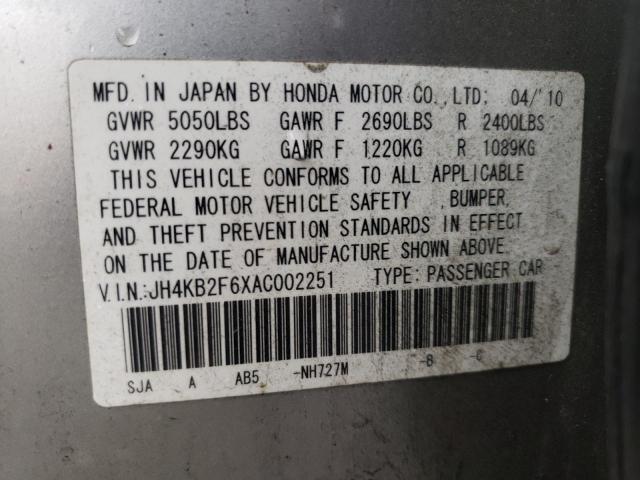 MFD. IN JAPAN BY HONDA MOTOR CO., LTD: 04/'10
GVWR 5050LBS GAWR F 2690LBS R 2400LBS
GVWR 2290KG GAWR F 1220KG R 1089KG
THIS VEHICLE CONFORMS TO ALL APPLICABLE
FEDERAL MOTOR VEHICLE SAFETY , BUMPER,
AND THEFT PREVENTION STANDARDS IN EFFECT
ON THE DATE OF MANUFACTURE SHOWN ABOVE.
V.I.N.:JH4KB2F6XAC002251 TYPE: PASSENGER CAR
SJA A AB5 -NH727M -B -C